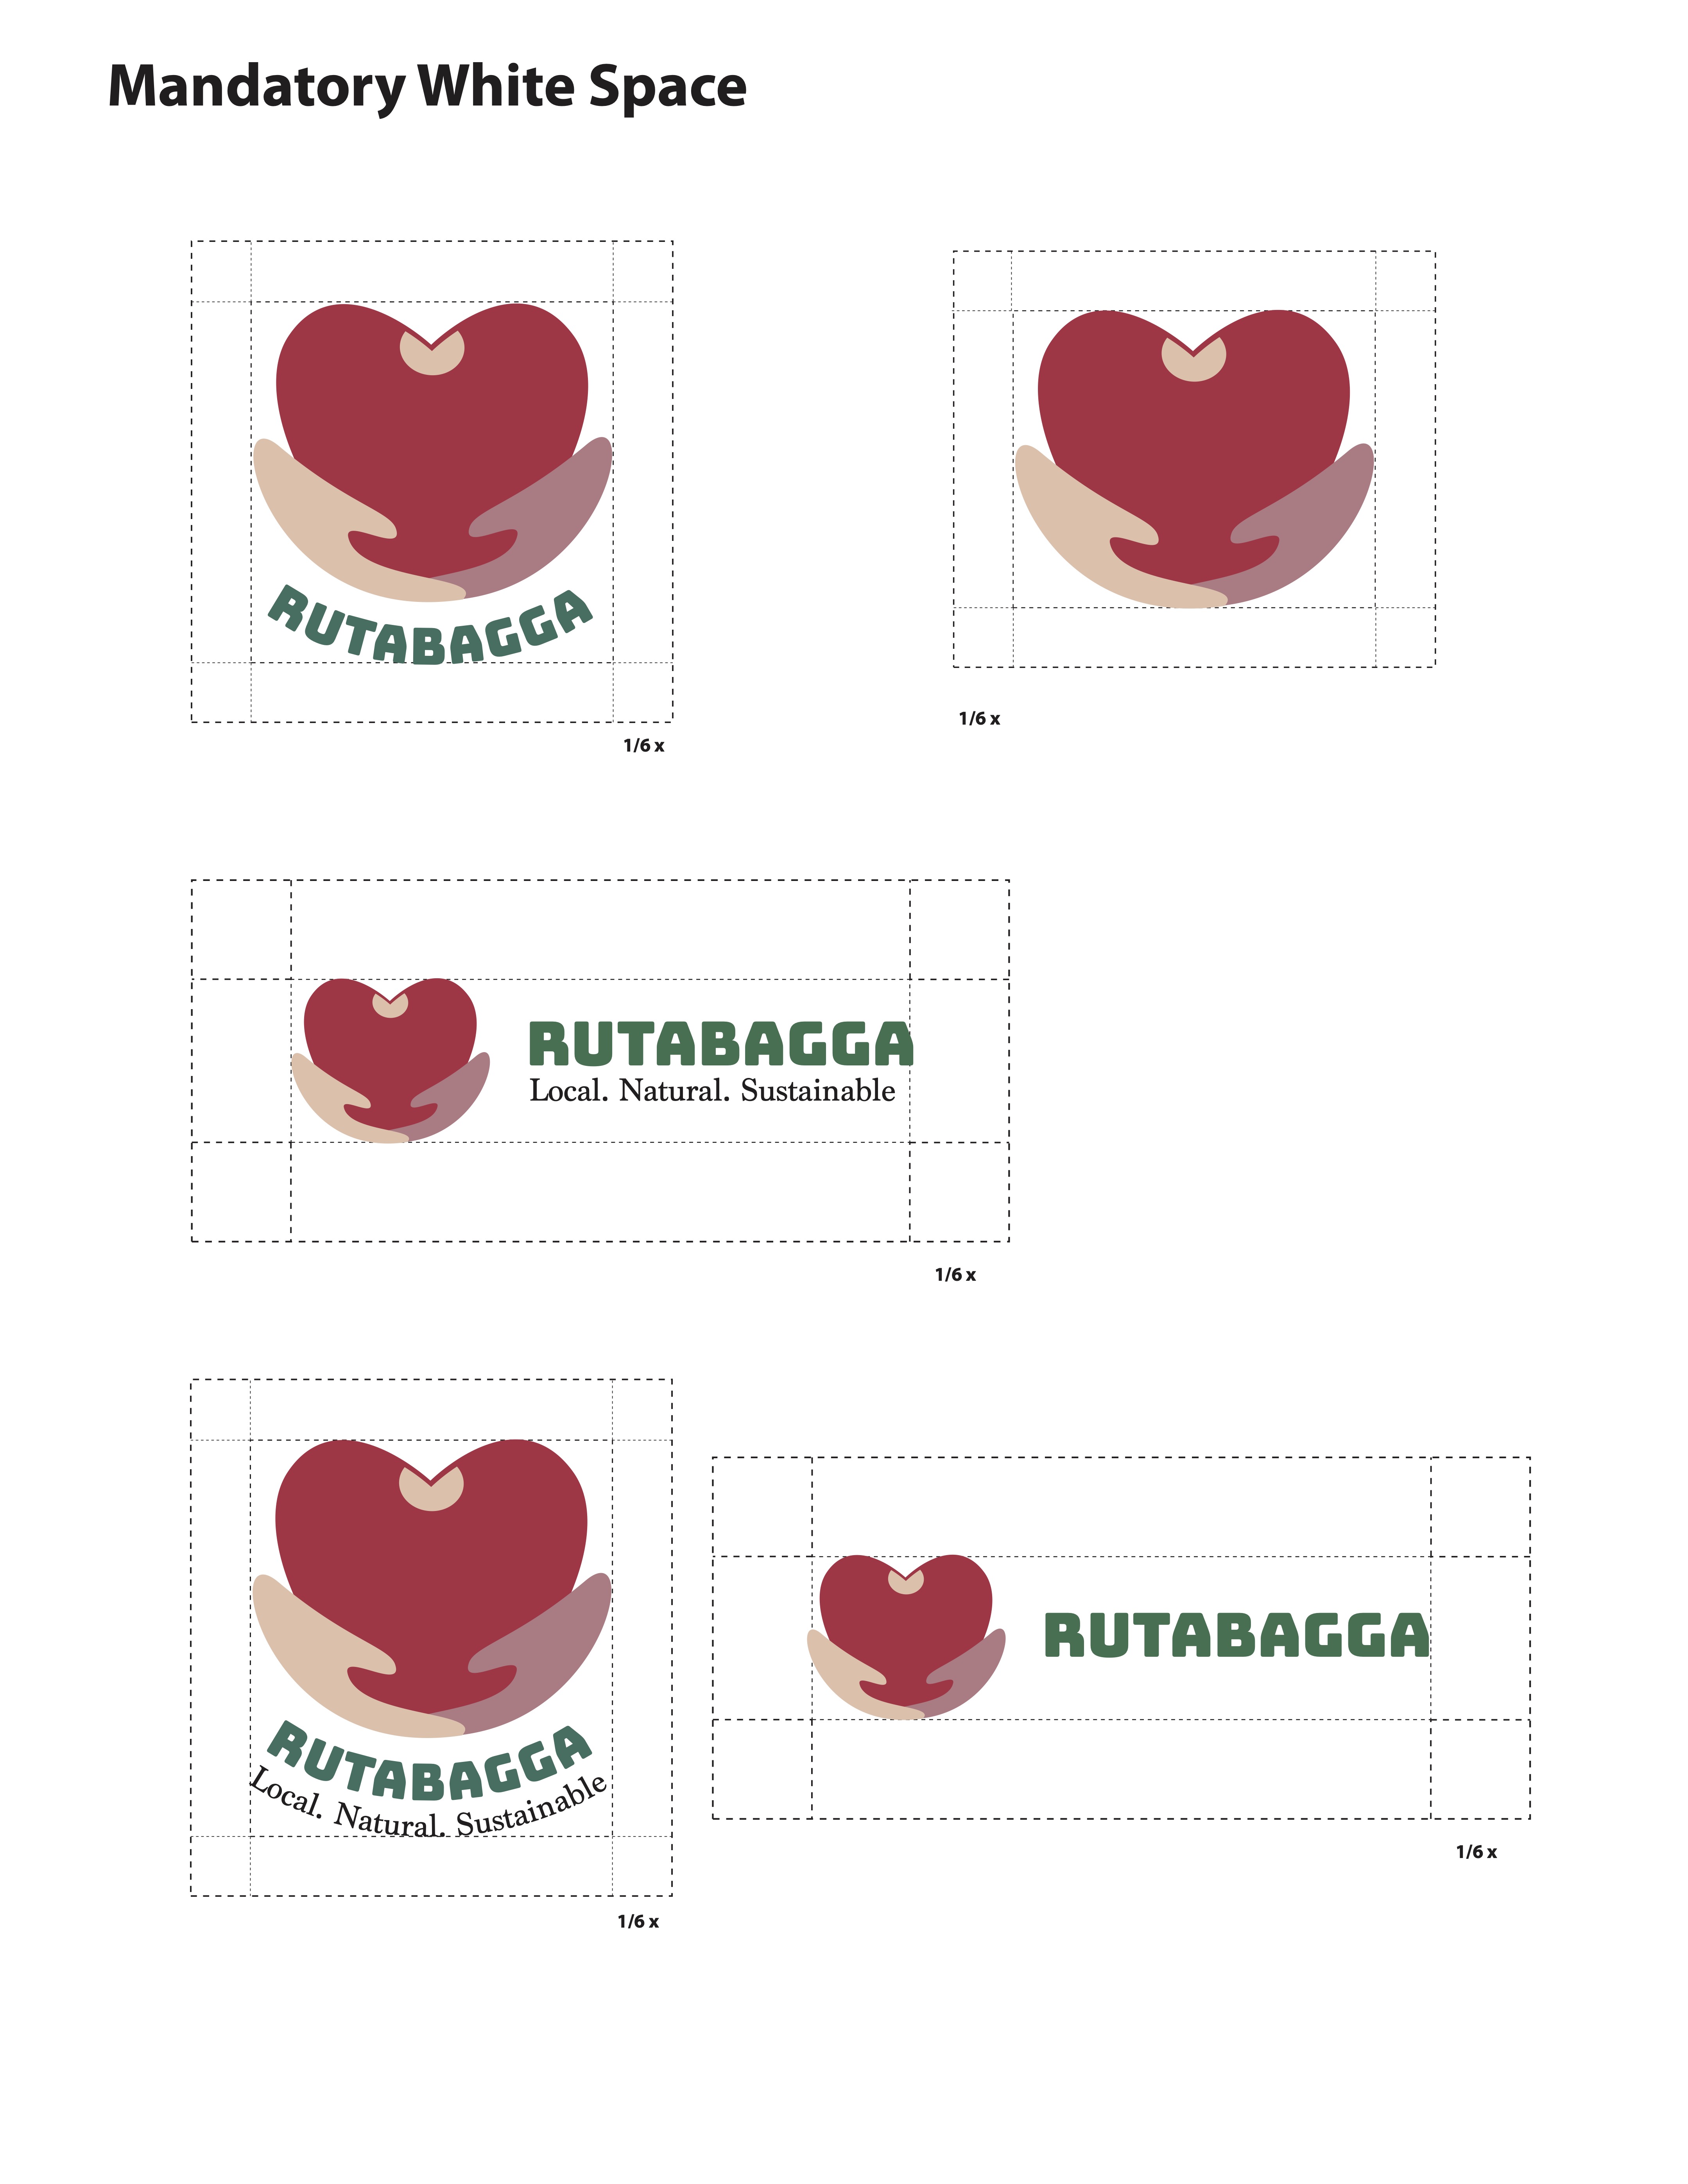 Mandatory White Space
RUTABAGGA
1/6 x
1/6 x
RUTABAGGA
Local. Natural. Sustainable
1/6 x
RUTABAGGA
Local. Natural. Sustainable
1/6 x
RUTABAGGA
1/6 x